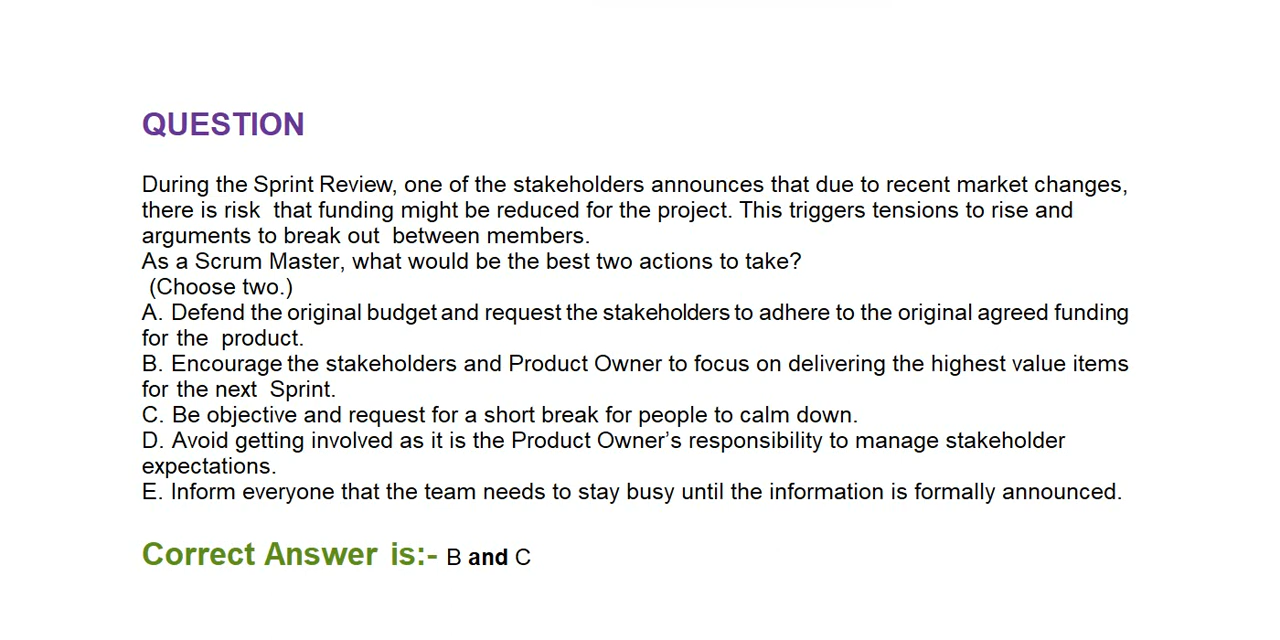 QUESTION
During the Sprint Review, one of the stakeholders announces that due to recent market changes,
there is risk that funding might be reduced for the project. This triggers tensions to rise and
arguments to break out between members.
As a Scrum Master, what would be the best two actions to take?
(Choose two.)
A. Defend the original budget and request the stakeholders to adhere to the original agreed funding
for the product.
B. Encourage the stakeholders and Product Owner to focus on delivering the highest value items
for the next Sprint.
C. Be objective and request for a short break for people to calm down.
D. Avoid getting involved as it is the Product Owner’s responsibility to manage stakeholder
expectations.
E. Inform everyone that the team needs to stay busy until the information is formally announced.
Correct Answer is:- B and C